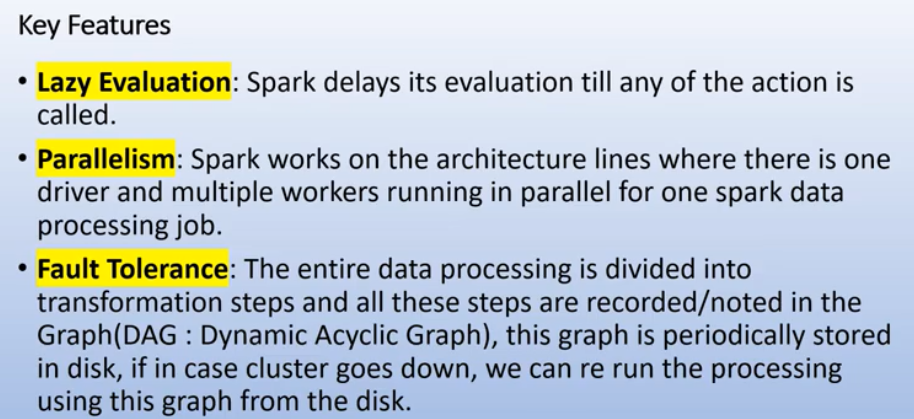 Key Features
• Lazy Evaluation: Spark delays its evaluation till any of the action is
called.
• Parallelism: Spark works on the architecture lines where there is one
driver and multiple workers running in parallel for one spark data
processing job.
• Fault Tolerance: The entire data processing is divided into
transformation steps and all these steps are recorded/noted in the
Graph(DAG : Dynamic Acyclic Graph), this graph is periodically stored
in disk, if in case cluster goes down, we can re run the processing
using this graph from the disk.